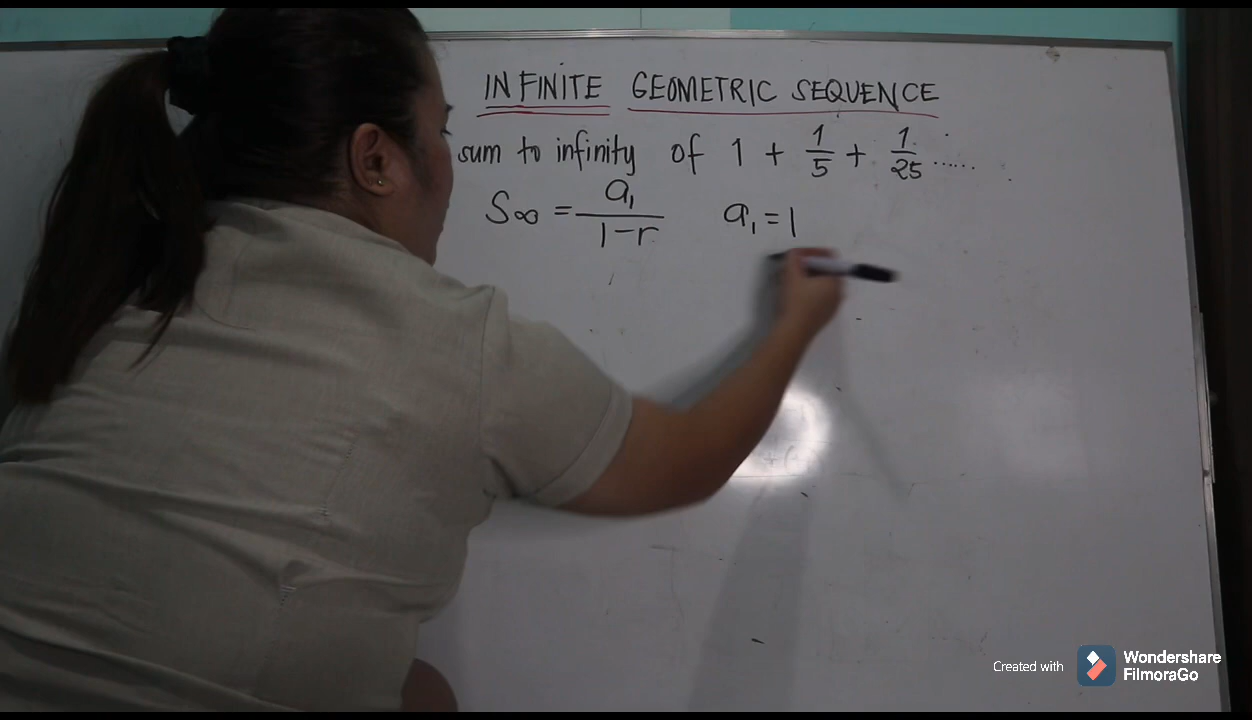 INFINITE GEOMETRIC SEQUENCE
sum to infinity of 1 + 1/5 + 1/25 ......
S∞ = a₁/1-r a₁ = 1
Created with Wondershare FilmoraGo